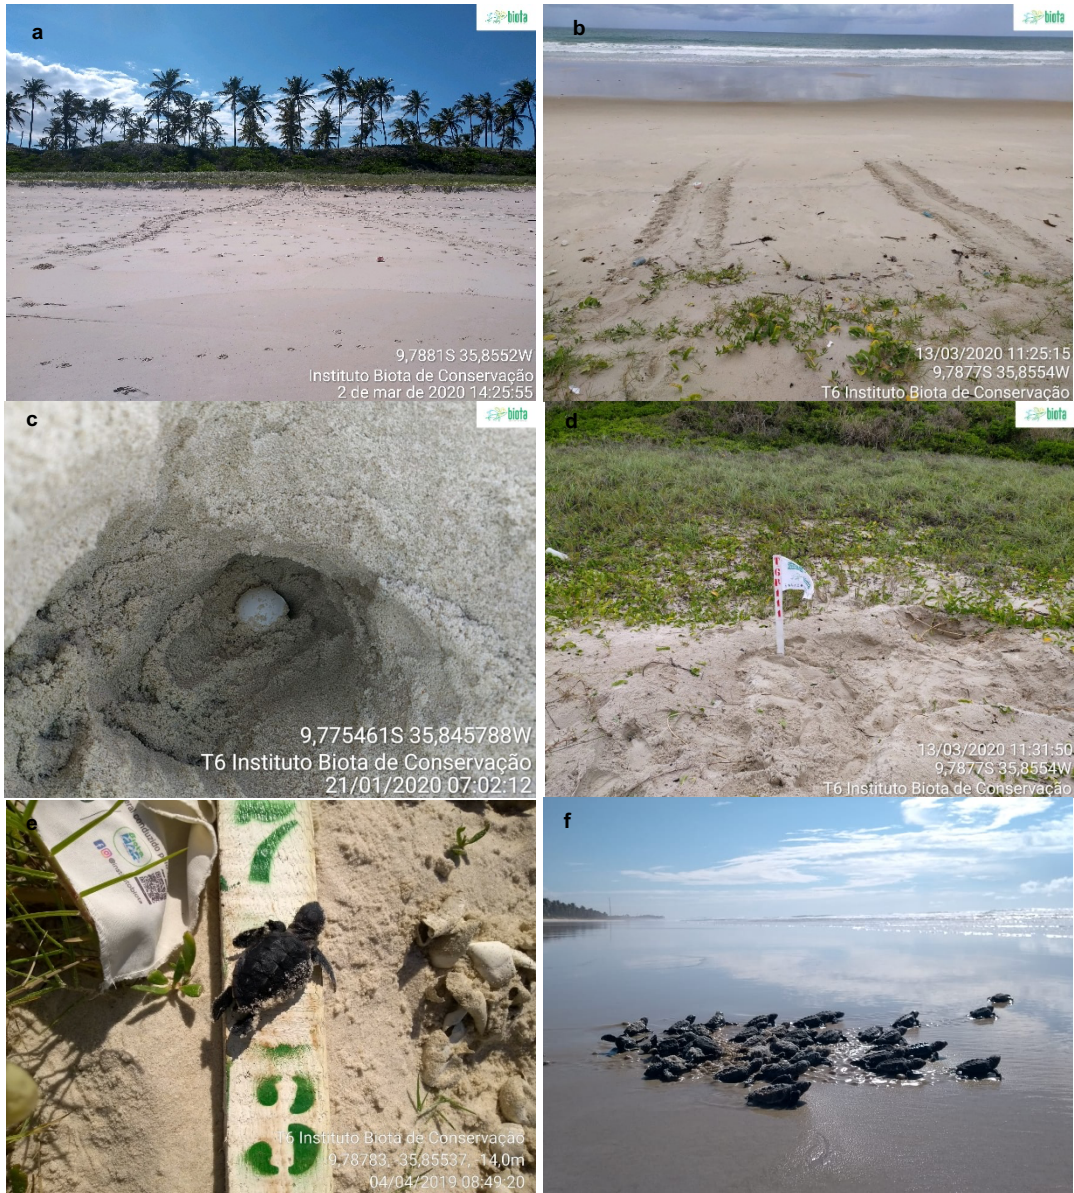 a
biota
9,7881S 35,8552W
Instituto Biota de Conservação
2 de mar de 2020 14:25:55
b
biota
13/03/2020 11:25:15
9,7877S 35,8554W
T6 Instituto Biota de Conservação
c
biota
9,775461S 35,845788W
T6 Instituto Biota de Conservação
21/01/2020 07:02:12
d
biota
13/03/2020 11:31:50
9,7877S 35,8554W
T6 Instituto Biota de Conservação
e
7
T6 Instituto Biota de Conservação
-9,78783, -35,85537, -14,0m
04/04/2019 08:49:20
f